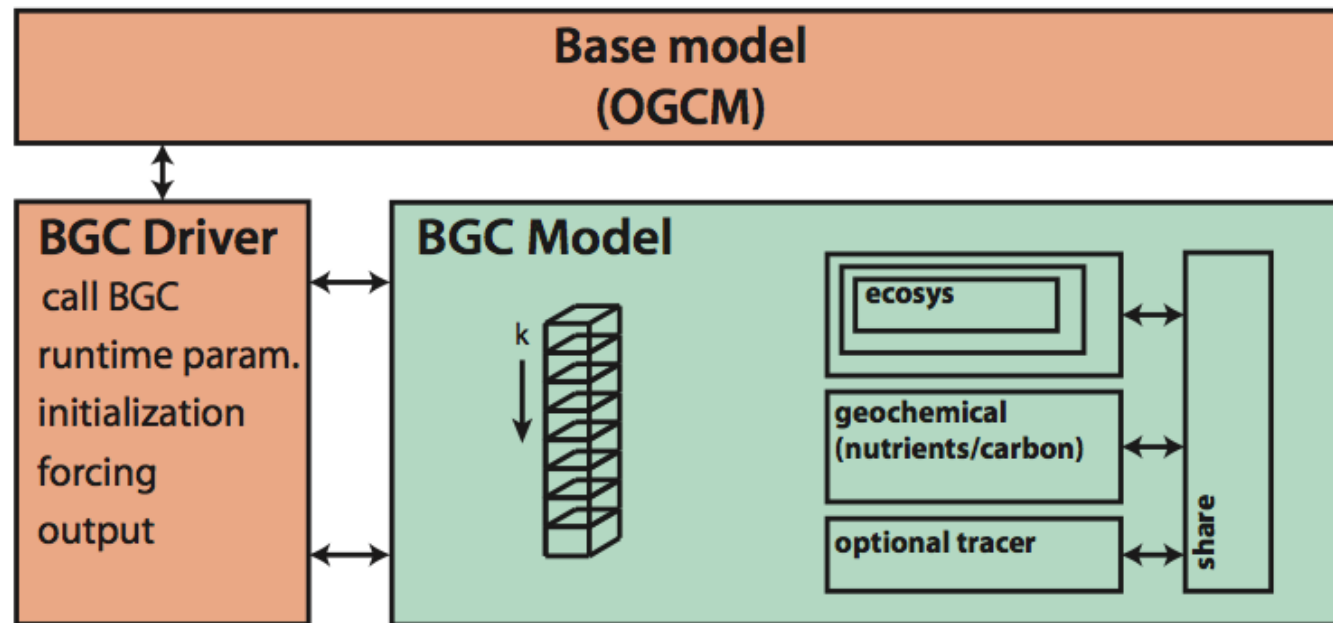 Base model
(OGCM)
BGC Driver
call BGC
runtime param.
initialization
forcing
output
BGC Model
k
ecosys
geochemical
(nutrients/carbon)
optional tracer
share